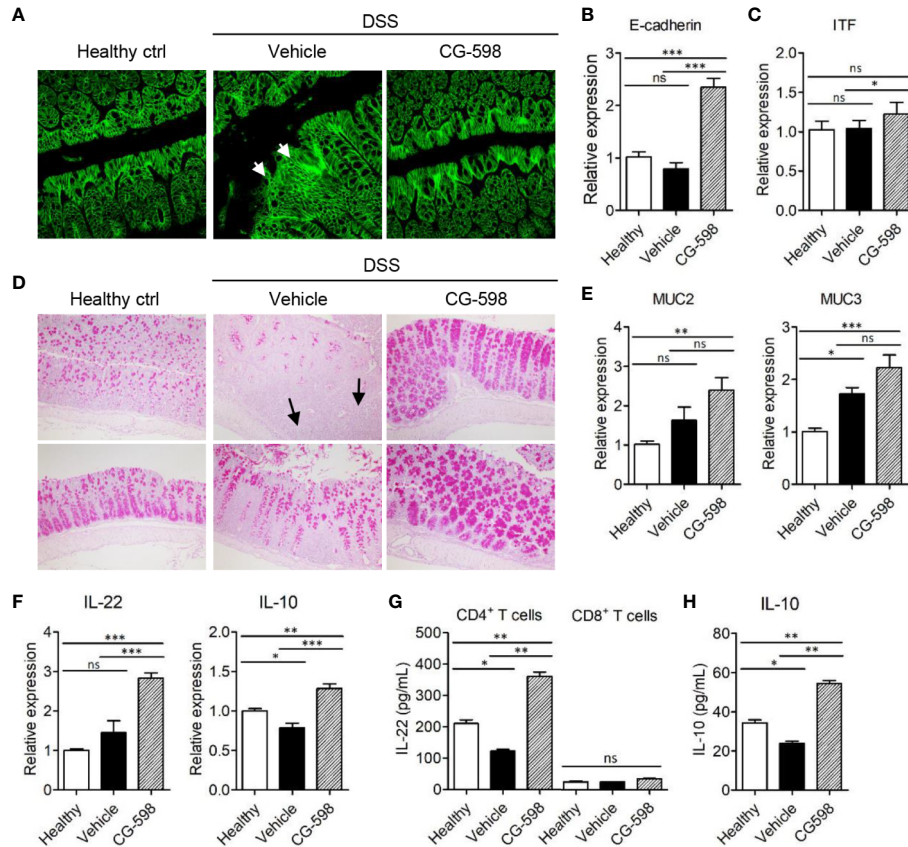 A
DSS
Healthy ctrl
Vehicle
CG-598
B
E-cadherin
***
***
ns
Relative expression
3
2
1
0
Healthy
Vehicle
CG-598
C
ITF
ns
*
ns
Relative expression
2.0
1.5
1.0
0.5
0.0
Healthy
Vehicle
CG-598
D
DSS
Healthy ctrl
Vehicle
CG-598
E
MUC2
**
ns
ns
Relative expression
4
3
2
1
0
Healthy
Vehicle
CG-598
MUC3
***
ns
*
Relative expression
3
2
1
0
Healthy
Vehicle
CG-598
F
IL-22
***
***
ns
Relative expression
4
3
2
1
0
Healthy
Vehicle
CG-598
IL-10
**
***
*
Relative expression
2.0
1.5
1.0
0.5
0.0
Healthy
Vehicle
CG-598
G
CD4+ T cells
CD8+ T cells
**
**
*
ns
IL-22 (pg/mL)
500
400
300
200
100
0
Healthy
Vehicle
CG-598
Healthy
Vehicle
CG-598
H
IL-10
**
**
*
IL-10 (pg/mL)
80
60
40
20
0
Healthy
Vehicle
CG598